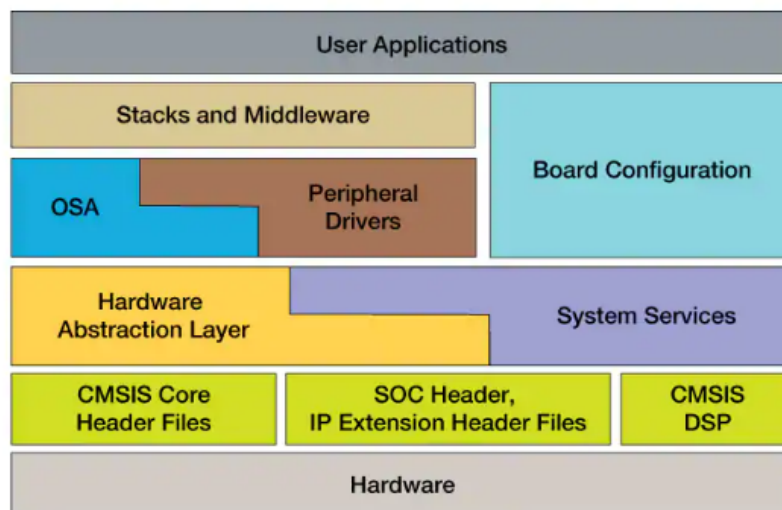 User Applications
Stacks and Middleware
Board Configuration
OSA
Peripheral
Drivers
Hardware
Abstraction Layer
System Services
CMSIS Core
Header Files
SOC Header,
IP Extension Header Files
CMSIS
DSP
Hardware